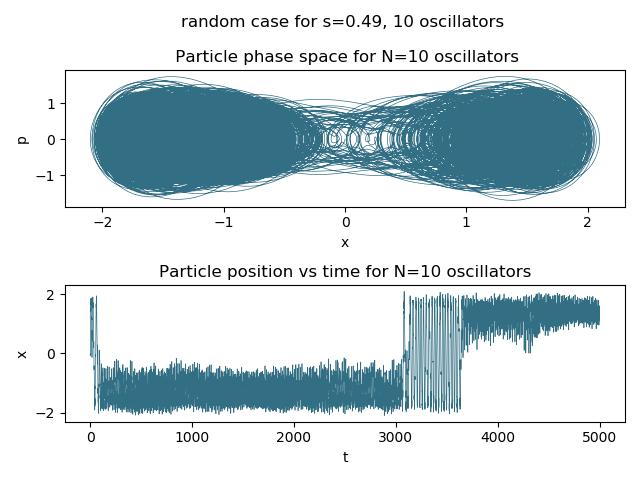 random case for s=0.49, 10 oscillators
Particle phase space for N=10 oscillators
1
0
−1
p
−2
−1
0
1
2
x
Particle position vs time for N=10 oscillators
2
0
−2
x
0
1000
2000
3000
4000
5000
t